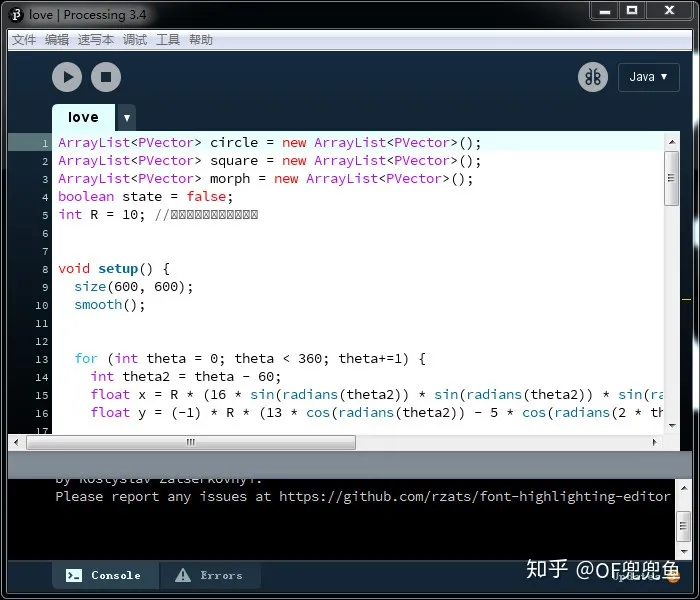 love | Processing 3.4
文件 编辑 速写本 调试 工具 帮助
Java ▼
love ▼
1 ArrayList<PVector> circle = new ArrayList<PVector>();
2 ArrayList<PVector> square = new ArrayList<PVector>();
3 ArrayList<PVector> morph = new ArrayList<PVector>();
4 boolean state = false;
5 int R = 10; //□□□□□□□□□□□
6
7
8 void setup() {
9 size(600, 600);
10 smooth();
11
12
13 for (int theta = 0; theta < 360; theta+=1) {
14 int theta2 = theta - 60;
15 float x = R * (16 * sin(radians(theta2)) * sin(radians(theta2)) * sin(ra
16 float y = (-1) * R * (13 * cos(radians(theta2)) - 5 * cos(radians(2 * th
17
by Rostyslav Zatserkovnyi.
Please report any issues at https://github.com/rzats/font-highlighting-editor
Console Errors
Updates
知乎 @OF兜兜鱼